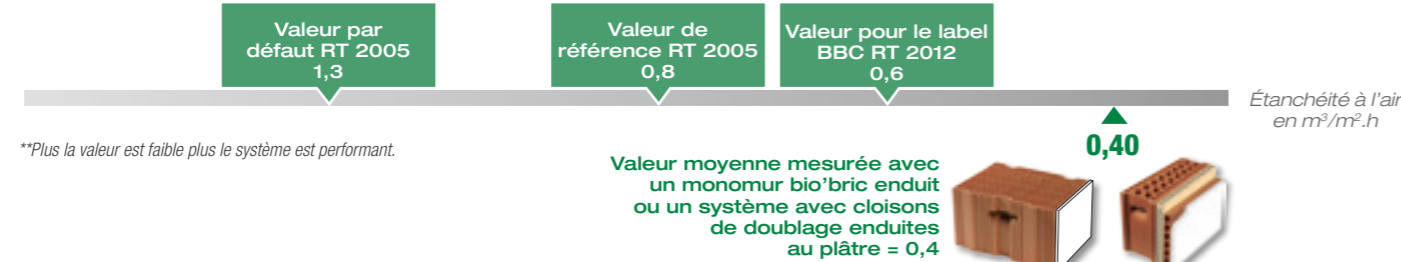 Valeur par
défaut RT 2005
1,3
Valeur de
référence RT 2005
0,8
Valeur pour le label
BBC RT 2012
0,6
Étanchéité à l'air
en m³/m².h
**Plus la valeur est faible plus le système est performant.
0,40
Valeur moyenne mesurée avec
un monomur bio'bric enduit
ou un système avec cloisons
de doublage enduites
au plâtre = 0,4